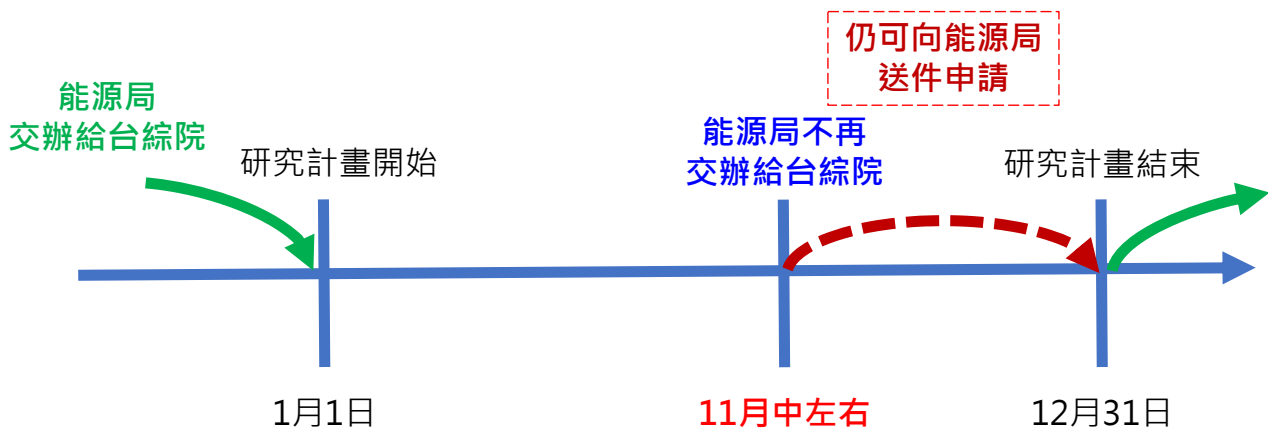 仍可向能源局
送件申請
能源局
交辦給台綜院
研究計畫開始
能源局不再
交辦給台綜院
研究計畫結束
1月1日
11月中左右
12月31日